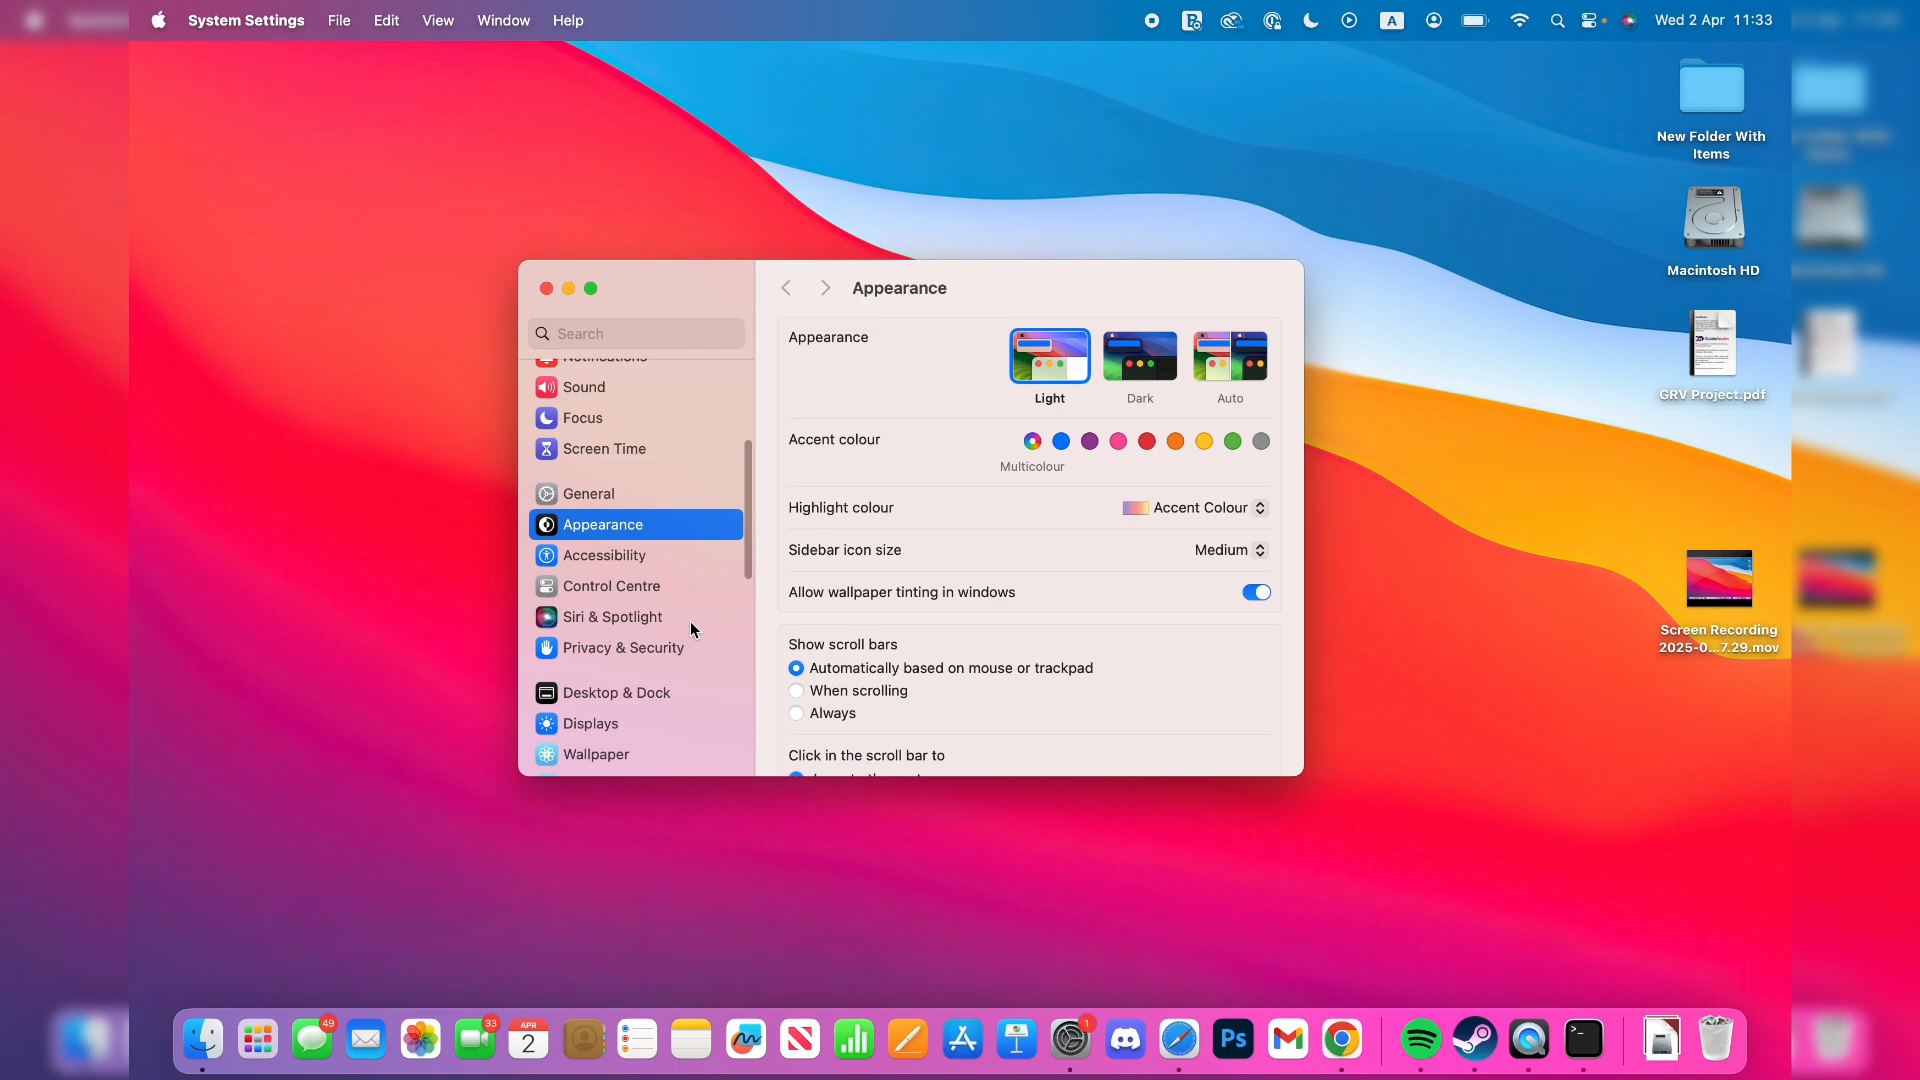 System Settings File Edit View Window Help
A
Wed 2 Apr 11:33
New Folder With
Items
Macintosh HD
GRV Project.pdf
Screen Recording
2025-0...7.29.mov
Search
Notifications
Sound
Focus
Screen Time
General
Appearance
Accessibility
Control Centre
Siri & Spotlight
Privacy & Security
Desktop & Dock
Displays
Wallpaper
Appearance
Appearance
Light
Dark
Auto
Accent colour
Multicolour
Highlight colour
Accent Colour
Sidebar icon size
Medium
Allow wallpaper tinting in windows
Show scroll bars
Automatically based on mouse or trackpad
When scrolling
Always
Click in the scroll bar to
49
33
APR
2
1
Ps